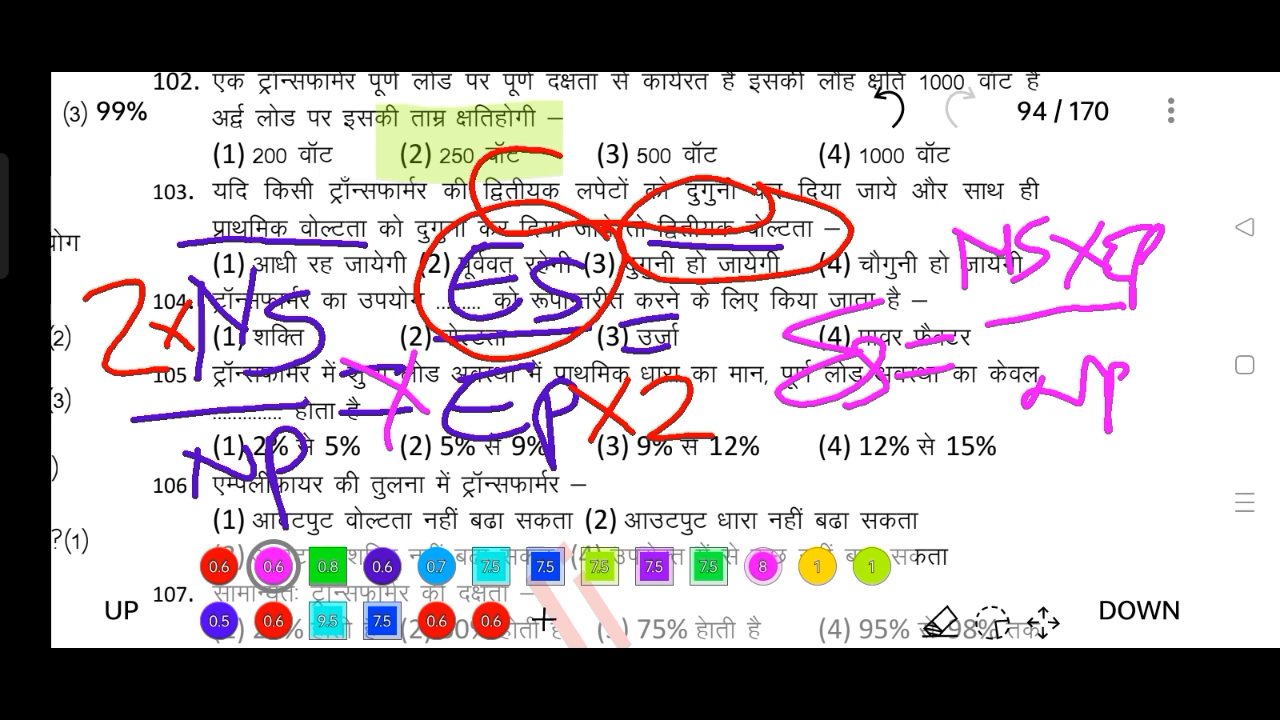 102. एक ट्रॉन्सफार्मर पूर्ण लोड पर पूर्ण दक्षता से कार्यरत है इसकी लौह क्षति 1000 वॉट है
(3) 99% अर्द्व लोड पर इसकी ताम्र क्षतिहोगी – 94 / 170
(1) 200 वॉट (2) 250 वॉट (3) 500 वॉट (4) 1000 वॉट
103. यदि किसी ट्रॉंन्सफार्मर की द्वितीयक लपेटों को दुगुना कर दिया जाये और साथ ही
योग प्राथमिक वोल्टता को दुगुना कर दिया जाये तो द्वितीयक वोल्टता –
(1) आधी रह जायेगी (2) पूर्ववत रहेगी (3) दुगुनी हो जायेगी (4) चौगुनी हो जायेगी
NS X EP
2 x NS ES
104. ट्रॉन्सफार्मर का उपयोग ......... को रूपान्तरीत करने के लिए किया जाता है –
(2) (1) शक्ति (2) वोल्टता (3) उर्जा (4) पावर फैक्टर
= X EP X 2 = NP
105 ट्रॉन्सफार्मर में लोड अवस्था में प्राथमिक धारा का मान, पूर्ण लोड अवस्था का केवल
(3) .............. होता है –
NP
(1) 2% से 5% (2) 5% से 9% (3) 9% से 12% (4) 12% से 15%
106 एम्पलीफायर की तुलना में ट्रॉन्सफार्मर –
(1) आउटपुट वोल्टता नहीं बढा सकता (2) आउटपुट धारा नहीं बढा सकता
? (1)
0.6 0.6 0.8 0.6 0.7 7.5 7.5 7.5 7.5 7.5 8 1 1 सकता
107. सामान्यतः ट्रॉन्सफार्मर की दक्षता –
UP 0.5 0.6 9.5 7.5 0.6 0.6 + DOWN
होती है (3) 75% हेाती है (4) 95% से 98% तक